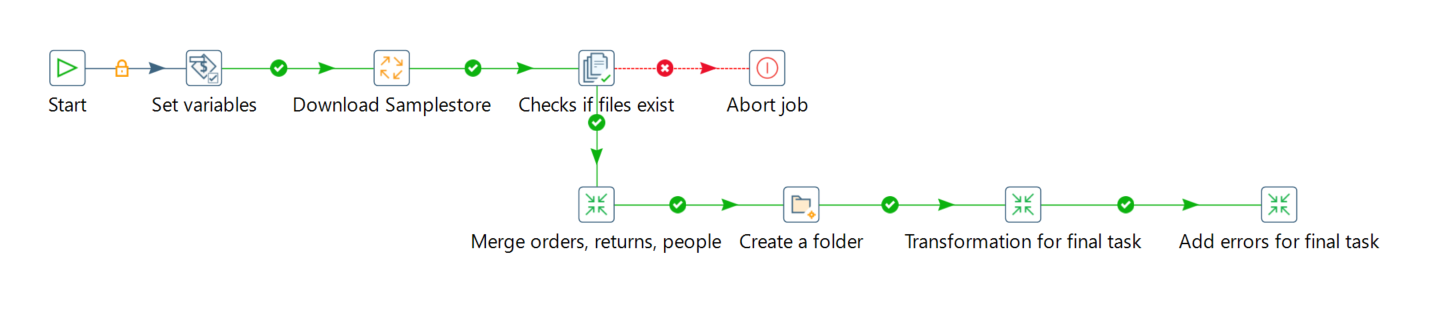 Start
Set variables
Download Samplestore
Checks if files exist
Abort job
Merge orders, returns, people
Create a folder
Transformation for final task
Add errors for final task